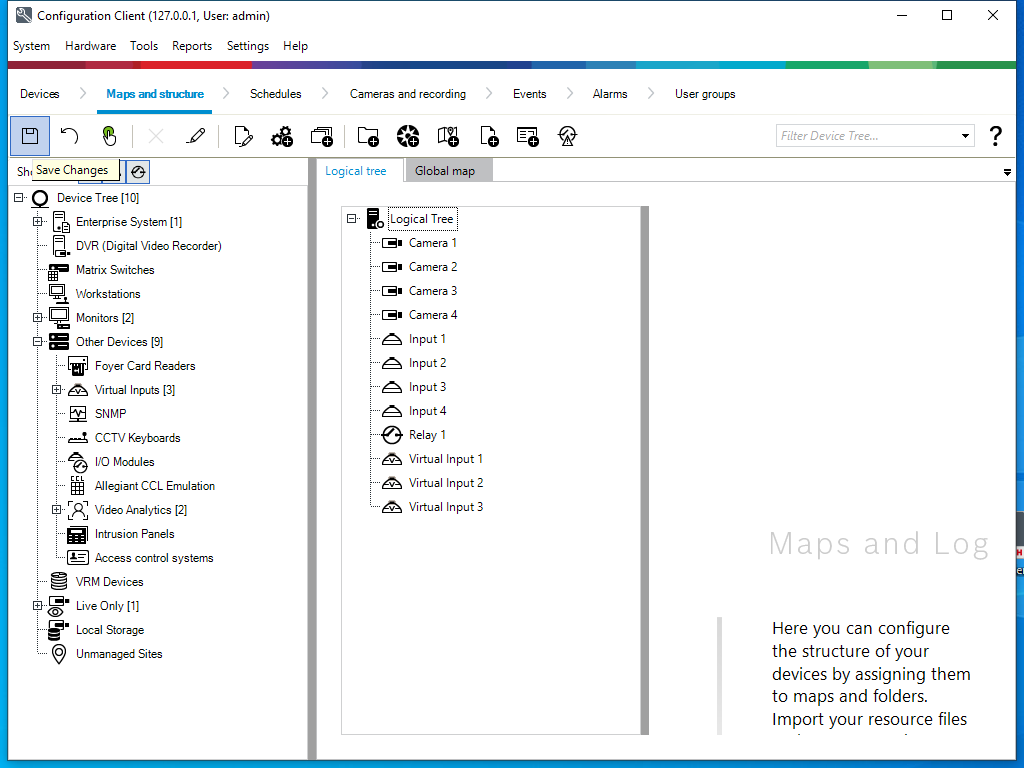 Configuration Client (127.0.0.1, User: admin)
System Hardware Tools Reports Settings Help
Devices Maps and structure Schedules Cameras and recording Events Alarms User groups
Filter Device Tree...
?
Save Changes
Logical tree Global map
Device Tree [10]
Enterprise System [1]
DVR (Digital Video Recorder)
Matrix Switches
Workstations
Monitors [2]
Other Devices [9]
Foyer Card Readers
Virtual Inputs [3]
SNMP
CCTV Keyboards
I/O Modules
Allegiant CCL Emulation
Video Analytics [2]
Intrusion Panels
Access control systems
VRM Devices
Live Only [1]
Local Storage
Unmanaged Sites
Logical Tree
Camera 1
Camera 2
Camera 3
Camera 4
Input 1
Input 2
Input 3
Input 4
Relay 1
Virtual Input 1
Virtual Input 2
Virtual Input 3
Maps and Log
Here you can configure
the structure of your
devices by assigning them
to maps and folders.
Import your resource files